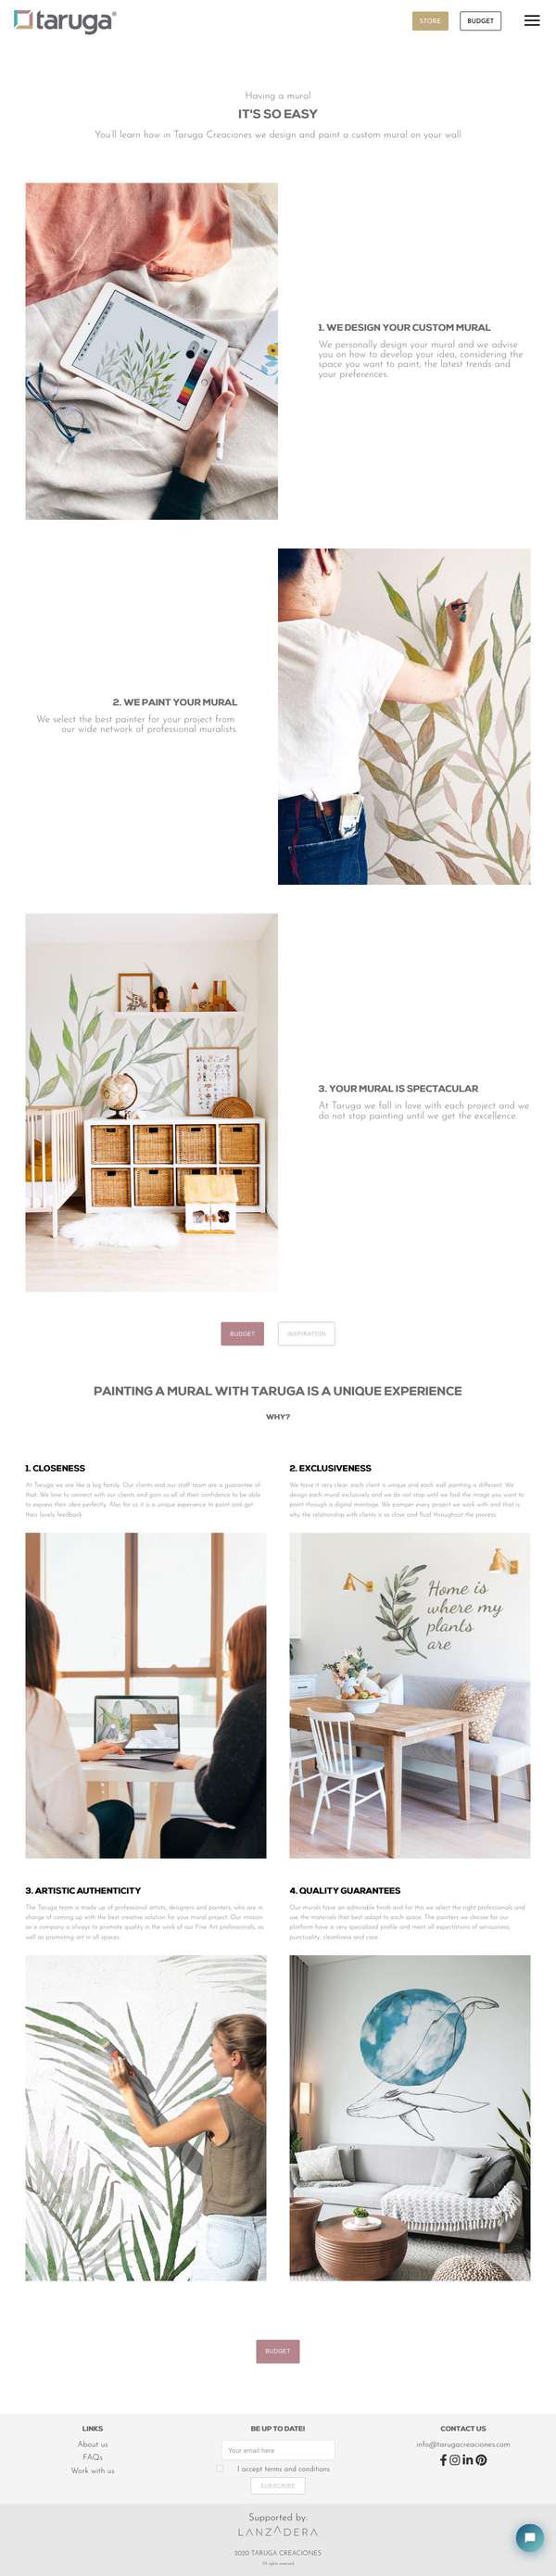 taruga®
STORE
BUDGET
Having a mural
IT'S SO EASY
You'll learn how in Taruga Creaciones we design and paint a custom mural on your wall
1. WE DESIGN YOUR CUSTOM MURAL
We personally design your mural and we advise
you on how to develop your idea, considering the
space you want to paint, the latest trends and
your preferences.
2. WE PAINT YOUR MURAL
We select the best painter for your project from
our wide network of professional muralists.
3. YOUR MURAL IS SPECTACULAR
At Taruga we fall in love with each project and we
do not stop painting until we get the excellence.
BUDGET
INSPIRATION
PAINTING A MURAL WITH TARUGA IS A UNIQUE EXPERIENCE
WHY?
1. CLOSENESS
At Taruga we are like a big family. Our clients and our staff team are a guarantee of
that. We love to connect with our clients and gain us all of their confidence to be able
to express their idea perfectly. Also for us it is a unique experience to paint and get
their lovely feedback.
2. EXCLUSIVENESS
We have it very clear, each client is unique and each wall painting is different. We
design each mural exclusively and we do not stop until we find the image you want to
paint through a digital montage. We pamper every project we work with and that is
why the relationship with clients is so close and fluid throughout the process.
Home is
where my
plants
are
3. ARTISTIC AUTHENTICITY
The Taruga team is made up of professional artists, designers and painters, who are in
charge of coming up with the best creative solution for your mural project. Our mission
as a company is always to promote quality in the work of our Fine Art professionals, as
well as promoting art in all spaces.
4. QUALITY GUARANTEES
Our murals have an admirable finish and for this we select the right professionals and
use the materials that best adapt to each space. The painters we choose for our
platform have a very specialized profile and meet all expectations of seriousness,
punctuality, cleanliness and care.
BUDGET
LINKS
About us
FAQs
Work with us
BE UP TO DATE!
Your email here
I accept terms and conditions
SUBSCRIBE
CONTACT US
info@tarugacreaciones.com
Supported by:
LANZADERA
2020 TARUGA CREACIONES
All rights reserved